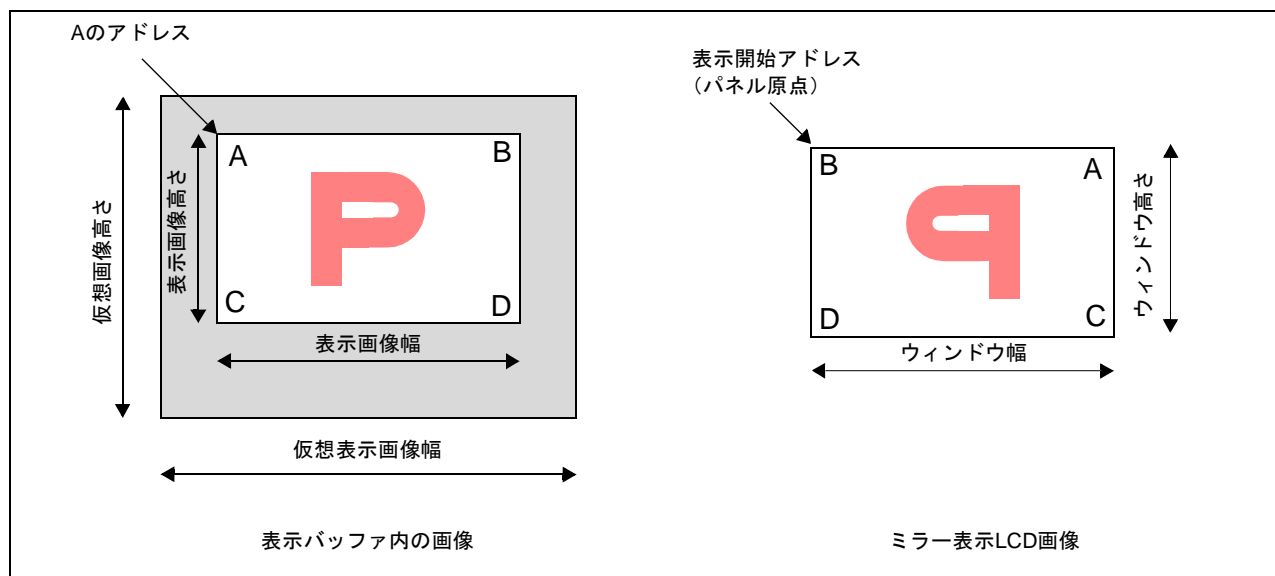 Aのアドレス
仮想画像高さ
表示画像高さ
A
B
C
D
表示画像幅
仮想表示画像幅
表示バッファ内の画像
表示開始アドレス
（パネル原点）
B
A
D
C
ウィンドウ高さ
ウィンドウ幅
ミラー表示LCD画像